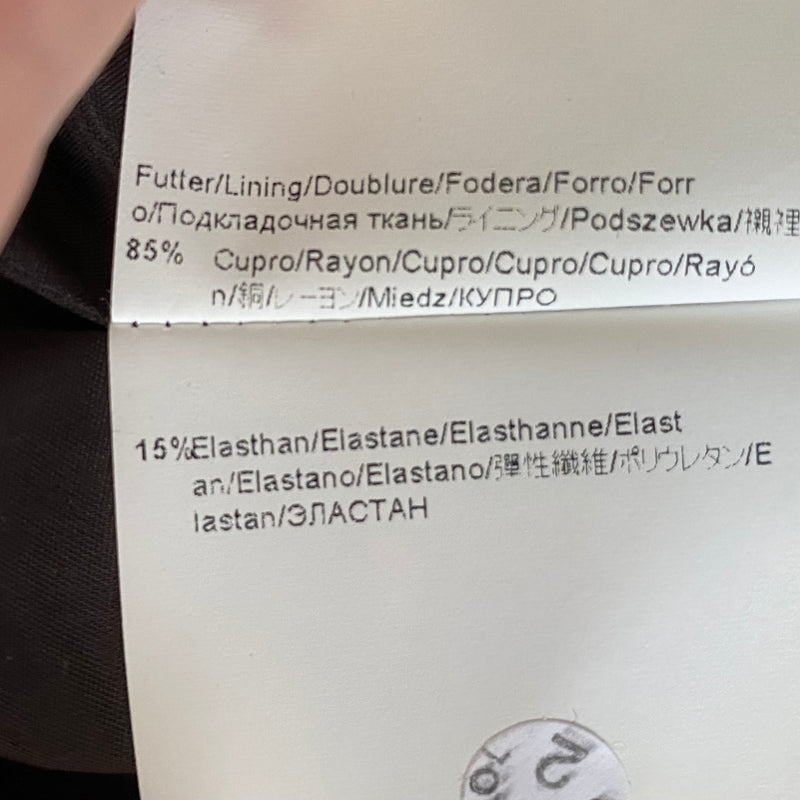 Futter/Lining/Doublure/Fodera/Forro/Forr
o/Подкладочная ткань/ライニング/Podszewka/襯裡
85% Cupro/Rayon/Cupro/Cupro/Cupro/Rayó
n/銅/レーヨン/Miedz/КУПРО
15%Elasthan/Elastane/Elasthanne/Elast
an/Elastano/Elastano/彈性纖維/ポリウレタン/E
lastan/ЭЛАСТАН
2
10